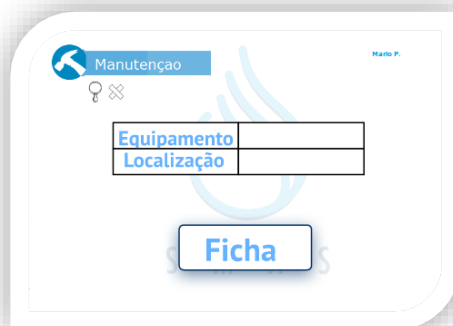 Mario P.
Manutençao
Equipamento
Localização
Ficha